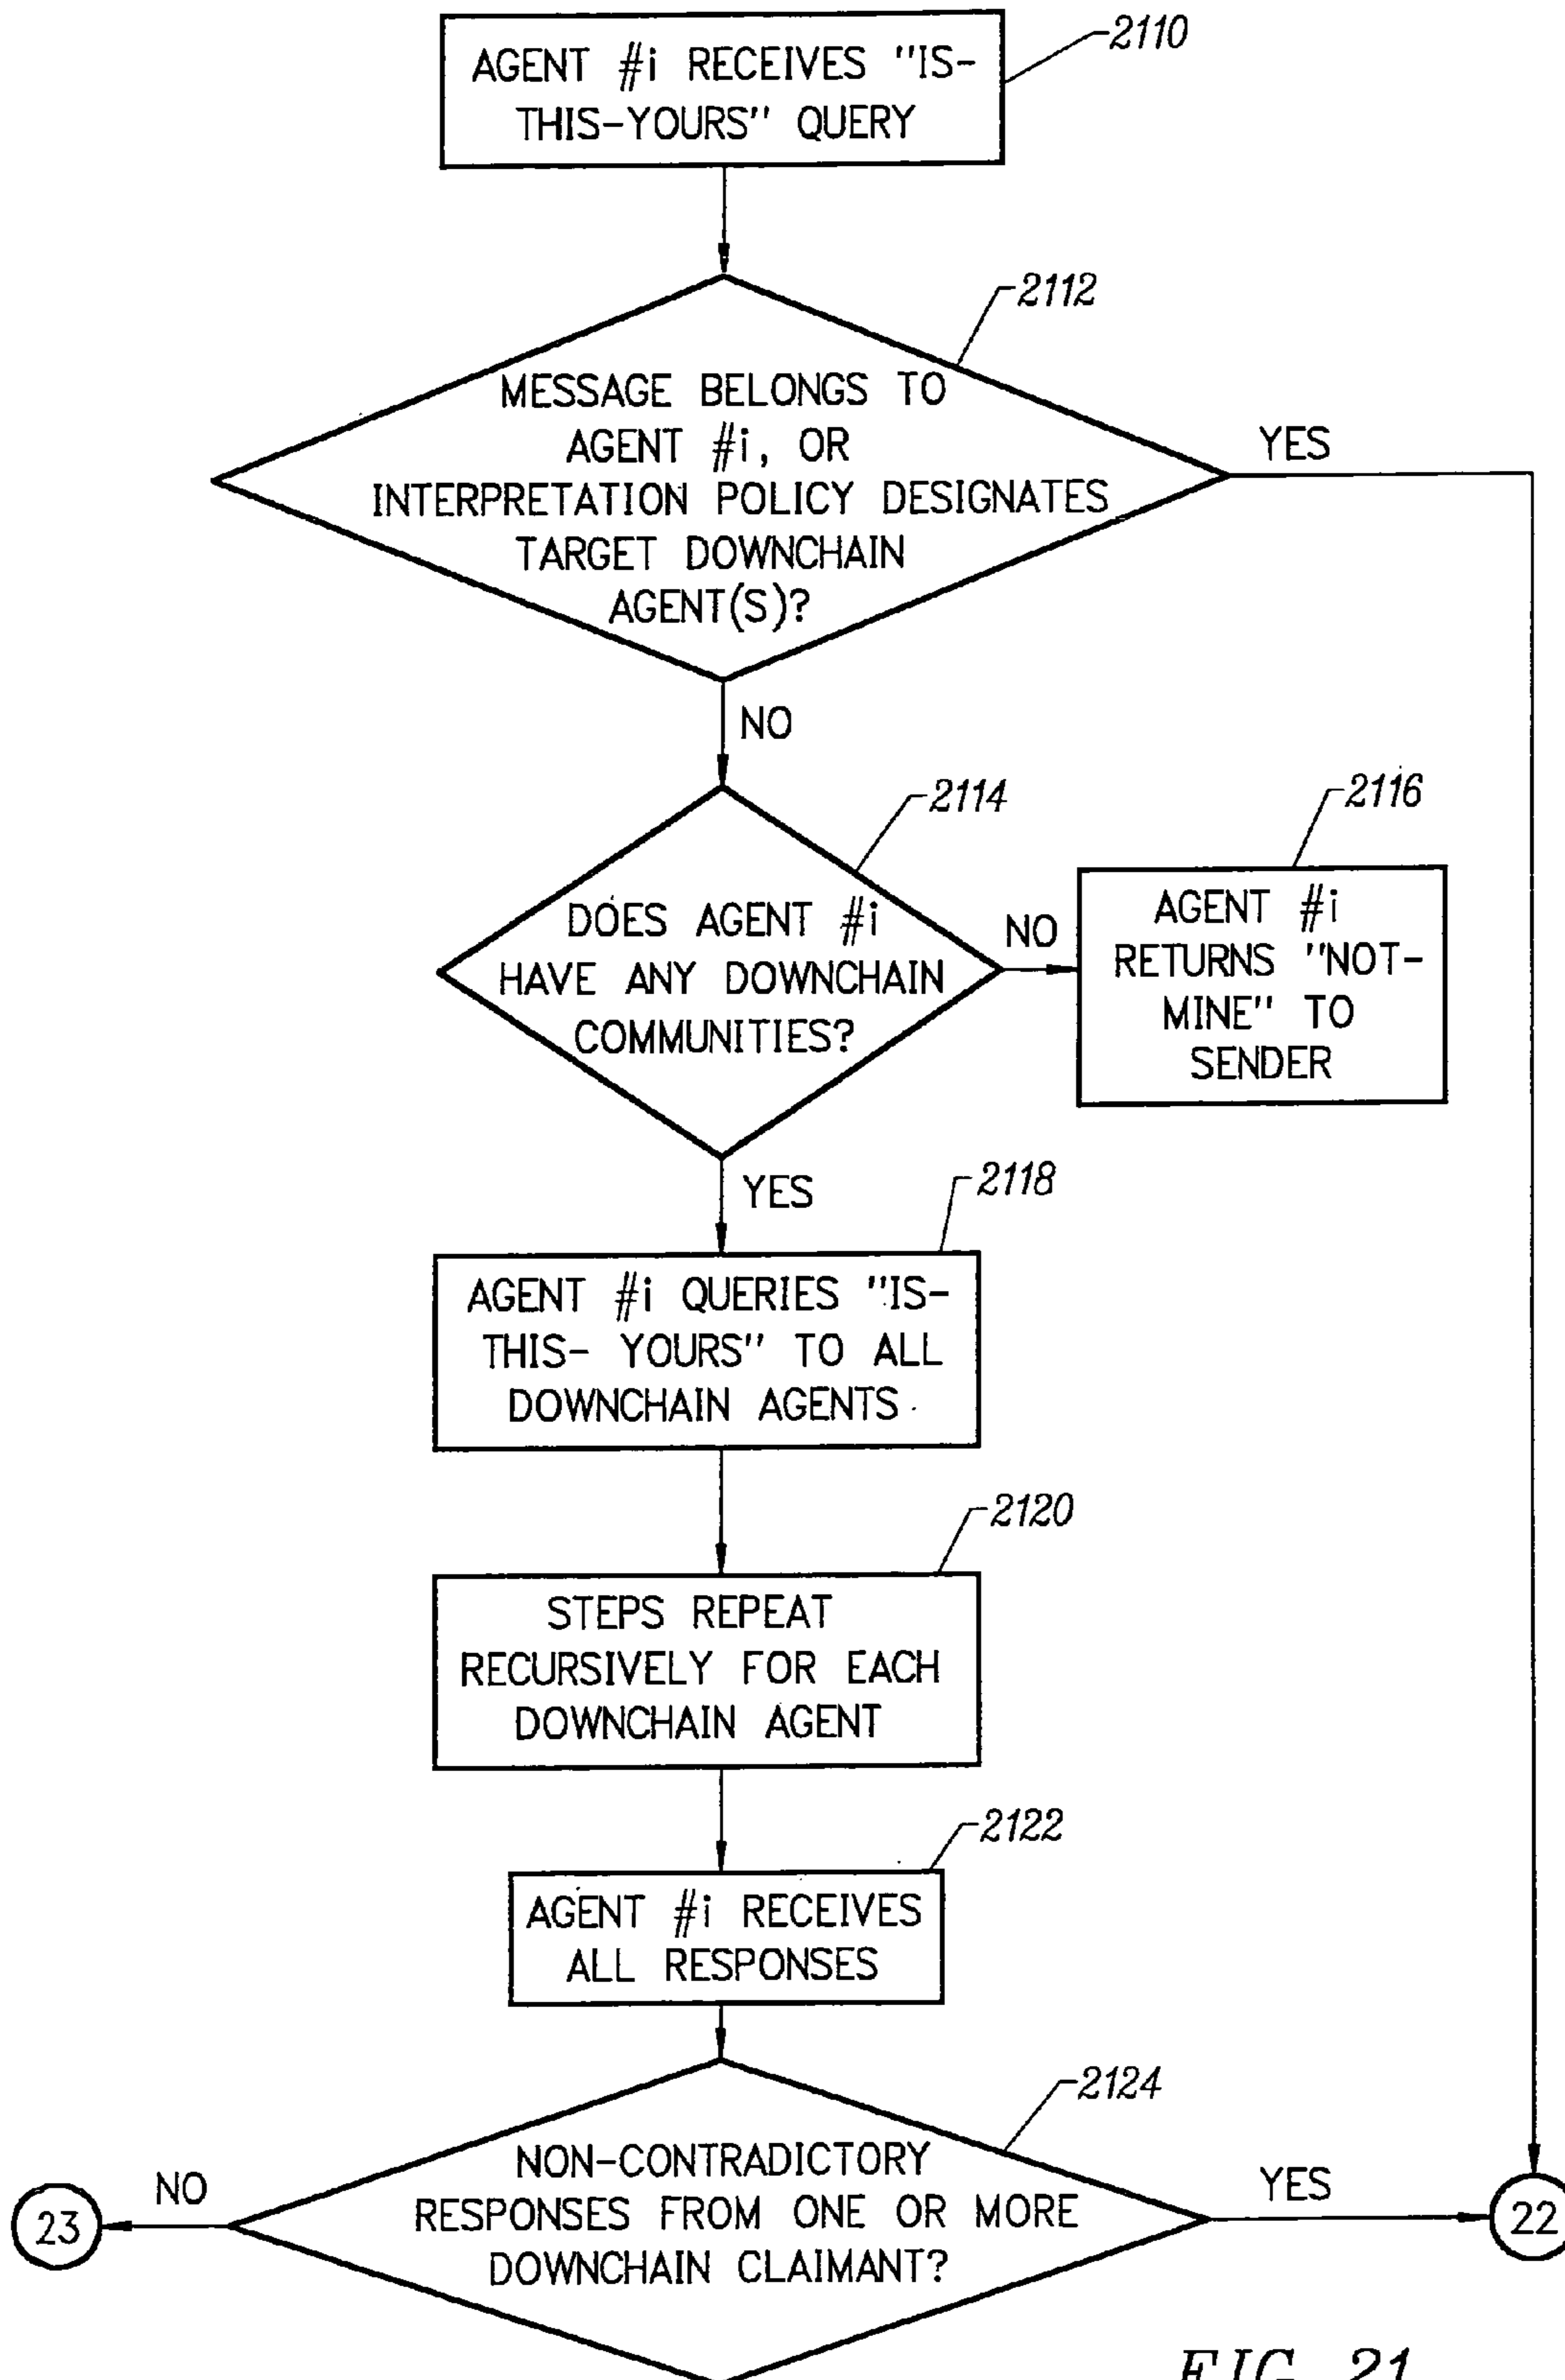 2110
AGENT #i RECEIVES "IS-
THIS-YOURS" QUERY
2112
MESSAGE BELONGS TO
AGENT #i, OR
INTERPRETATION POLICY DESIGNATES
TARGET DOWNCHAIN
AGENT(S)?
YES
NO
2114
DOES AGENT #i
HAVE ANY DOWNCHAIN
COMMUNITIES?
NO
2116
AGENT #i
RETURNS "NOT-
MINE" TO
SENDER
YES
2118
AGENT #i QUERIES "IS-
THIS- YOURS" TO ALL
DOWNCHAIN AGENTS
2120
STEPS REPEAT
RECURSIVELY FOR EACH
DOWNCHAIN AGENT
2122
AGENT #i RECEIVES
ALL RESPONSES
2124
NON-CONTRADICTORY
RESPONSES FROM ONE OR MORE
DOWNCHAIN CLAIMANT?
NO
23
YES
22
FIG. 21